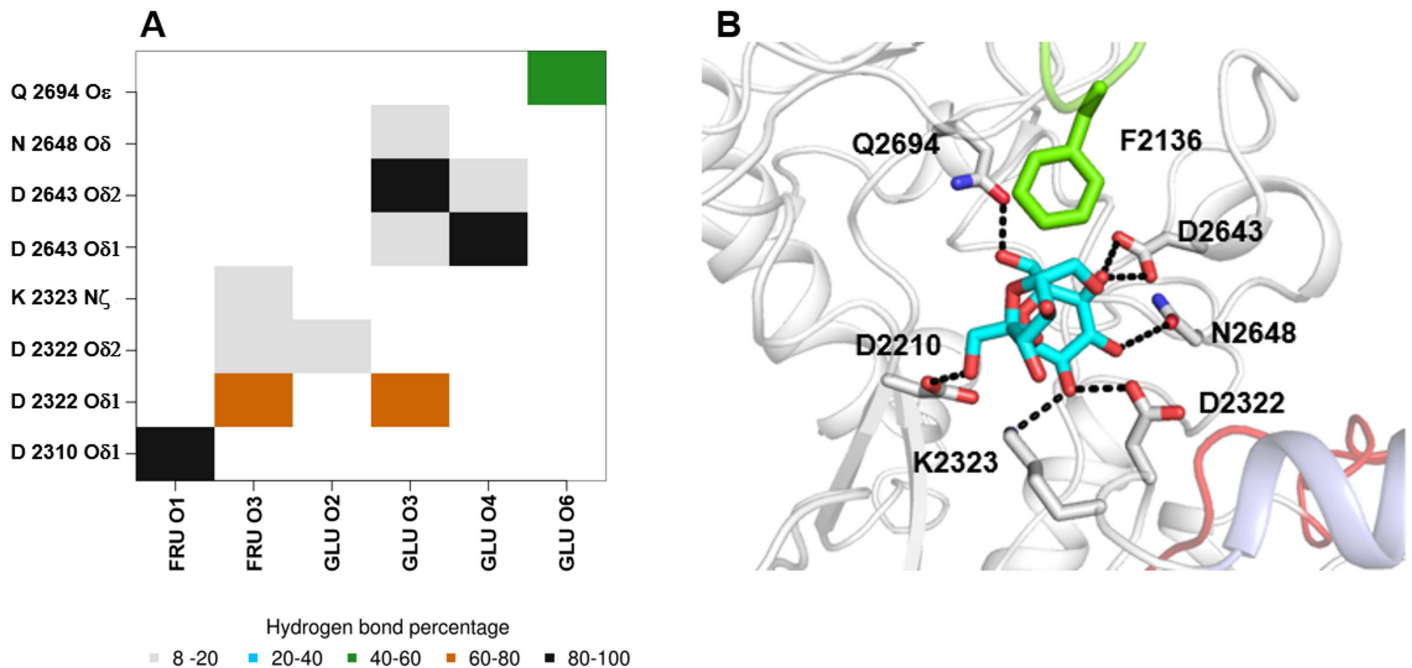 A
Q 2694 Oε
N 2648 Oδ
D 2643 Oδ2
D 2643 Oδ1
K 2323 Nζ
D 2322 Oδ2
D 2322 Oδ1
D 2310 Oδ1
FRU O1
FRU O3
GLU O2
GLU O3
GLU O4
GLU O6
Hydrogen bond percentage
8 -20 20-40 40-60 60-80 80-100
B
Q2694
F2136
D2643
N2648
D2210
D2322
K2323